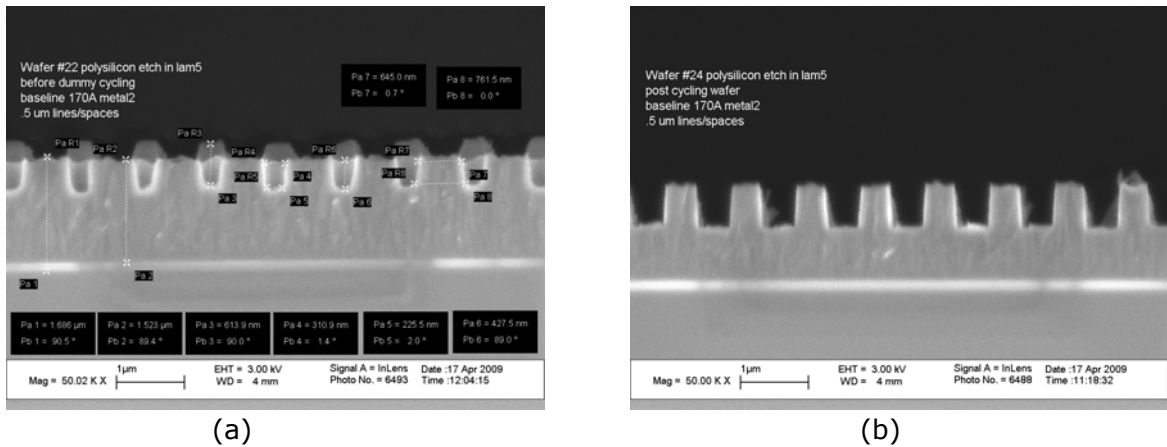 Wafer #22 polysilicon etch in lam5
before dummy cycling
baseline 170A metal2
.5 um lines/spaces
Pa 7 = 645.0 nm
Pb 7 = 0.7 °
Pa 8 = 761.5 nm
Pb 8 = 0.0 °
Pa R1
Pa R2
Pa R3
Pa R4
Pa R5
Pa R6
Pa R7
Pa R8
Pa 3
Pa 4
Pa 5
Pa 6
Pa 7
Pa 8
Pa 1
Pa 2
Pa 1 = 1.686 µm
Pb 1 = 90.5 °
Pa 2 = 1.523 µm
Pb 2 = 89.4 °
Pa 3 = 613.9 nm
Pb 3 = 90.0 °
Pa 4 = 310.9 nm
Pb 4 = 1.4 °
Pa 5 = 225.5 nm
Pb 5 = 2.0 °
Pa 6 = 427.5 nm
Pb 6 = 89.0 °
Mag = 50.02 K X
1µm
EHT = 3.00 kV
WD = 4 mm
Signal A = InLens
Photo No. = 6493
Date :17 Apr 2009
Time :12:04:15
(a)
Wafer #24 polysilicon etch in lam5
post cycling wafer
baseline 170A metal2
.5 um lines/spaces
Mag = 50.00 K X
1µm
EHT = 3.00 kV
WD = 4 mm
Signal A = InLens
Photo No. = 6488
Date :17 Apr 2009
Time :11:18:32
(b)